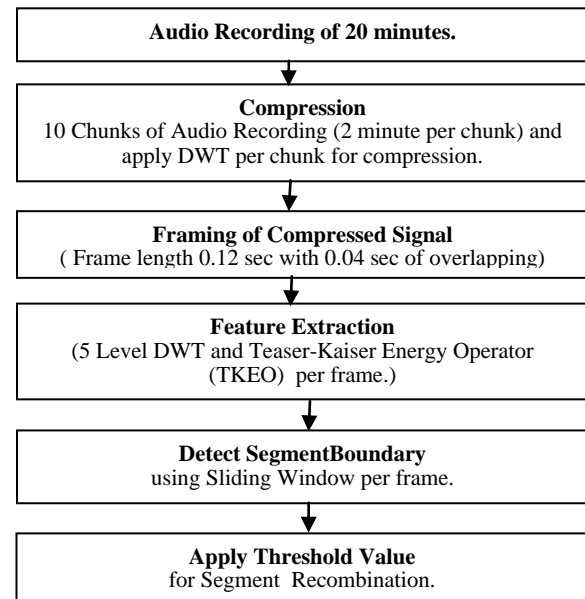 Audio Recording of 20 minutes.
Compression
10 Chunks of Audio Recording (2 minute per chunk) and
apply DWT per chunk for compression.
Framing of Compressed Signal
( Frame length 0.12 sec with 0.04 sec of overlapping)
Feature Extraction
(5 Level DWT and Teaser-Kaiser Energy Operator
(TKEO) per frame.)
Detect SegmentBoundary
using Sliding Window per frame.
Apply Threshold Value
for Segment Recombination.